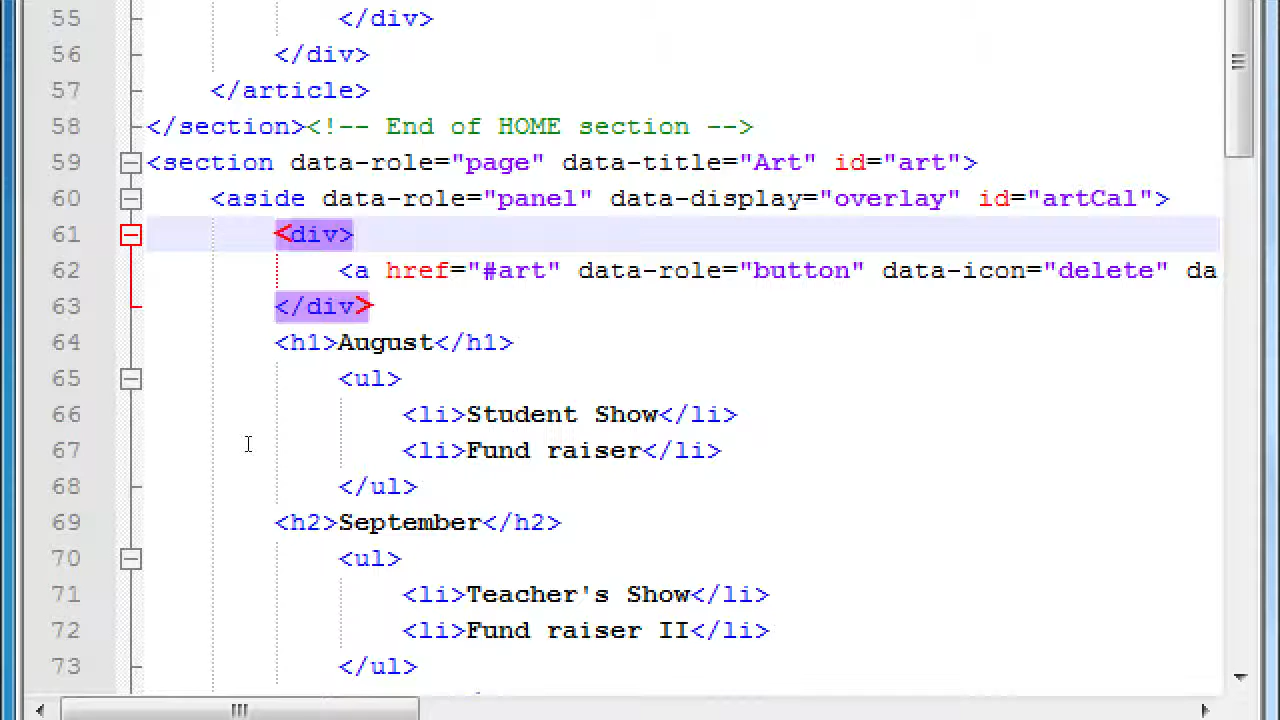 55 </div>
56 </div>
57 </article>
58 </section><!-- End of HOME section -->
59 <section data-role="page" data-title="Art" id="art">
60 <aside data-role="panel" data-display="overlay" id="artCal">
61 <div>
62 <a href="#art" data-role="button" data-icon="delete" da
63 </div>
64 <h1>August</h1>
65 <ul>
66 <li>Student Show</li>
67 <li>Fund raiser</li>
68 </ul>
69 <h2>September</h2>
70 <ul>
71 <li>Teacher's Show</li>
72 <li>Fund raiser II</li>
73 </ul>